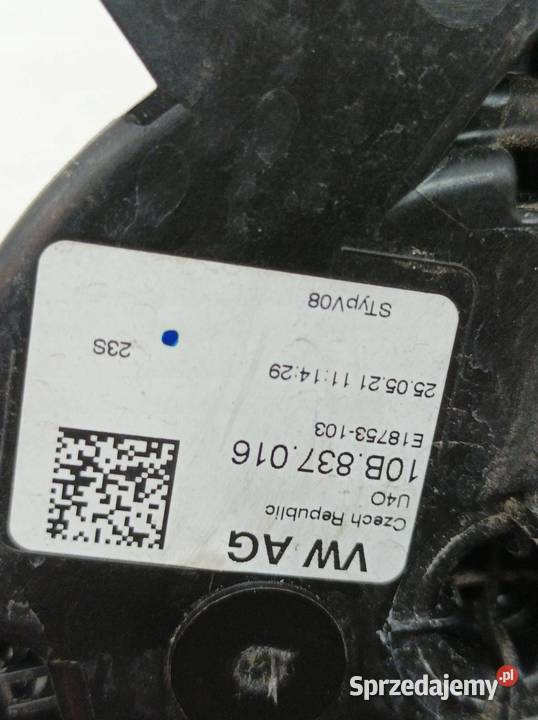 VW AG
Czech Republic
U4O
10B.837.016
E18753-103
25.05.21 11:14:29
23S
STypV08
Sprzedajemy.pl